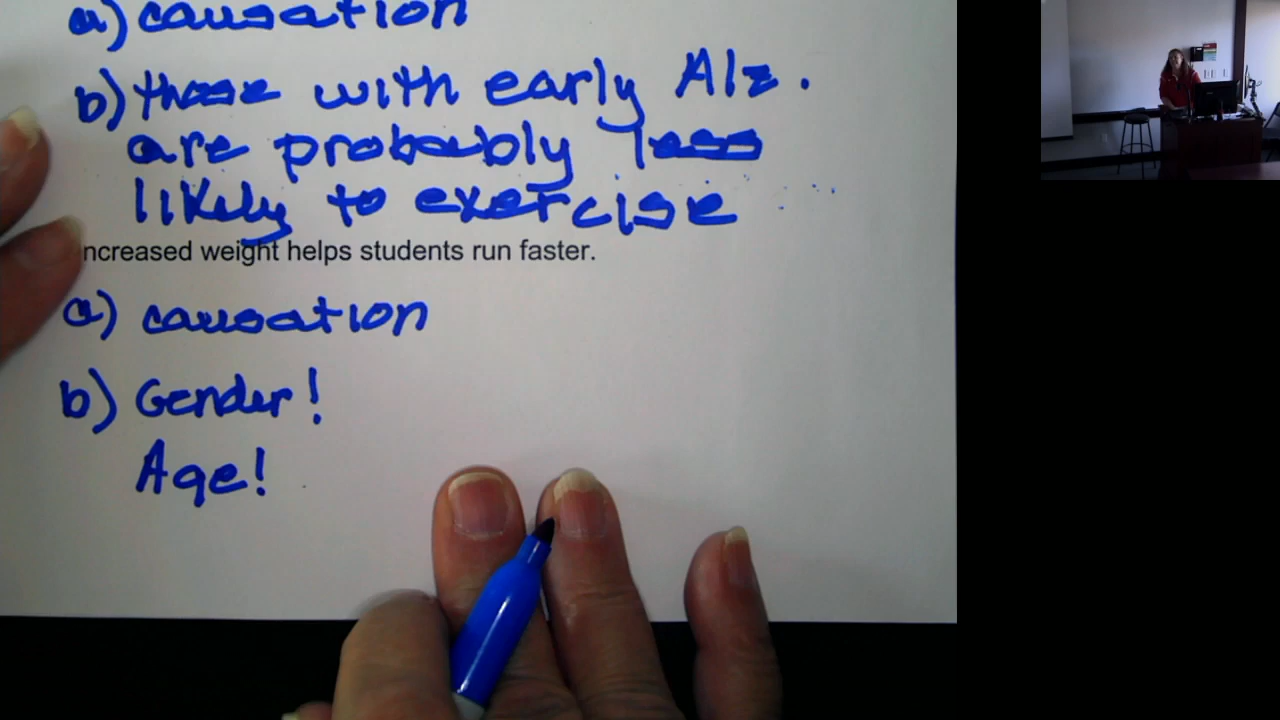 a) causation
b) those with early Alz.
are probably less
likely to exercise
ncreased weight helps students run faster.
a) causation
b) Gender!
Age!